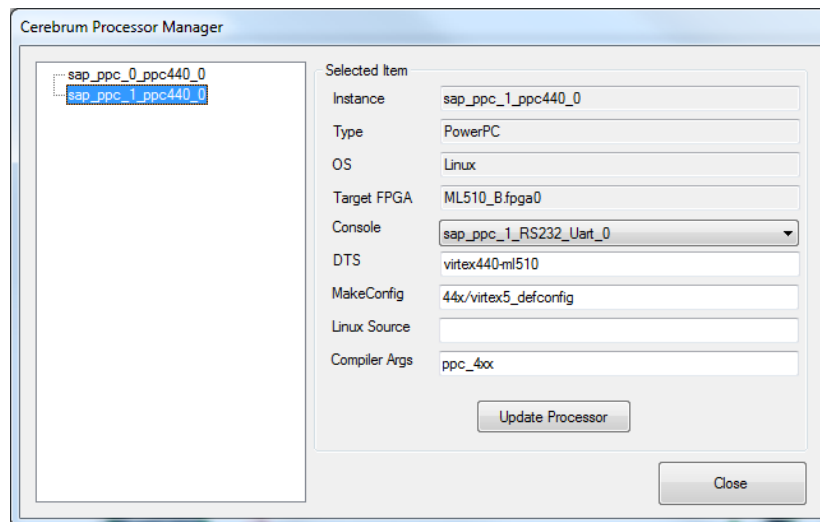 Cerebrum Processor Manager
sap_ppc_0_ppc440_0
sap_ppc_1_ppc440_0
Selected Item
Instance sap_ppc_1_ppc440_0
Type PowerPC
OS Linux
Target FPGA ML510_B.fpga0
Console sap_ppc_1_RS232_Uart_0
DTS virtex440-ml510
MakeConfig 44x/virtex5_defconfig
Linux Source
Compiler Args ppc_4xx
Update Processor
Close